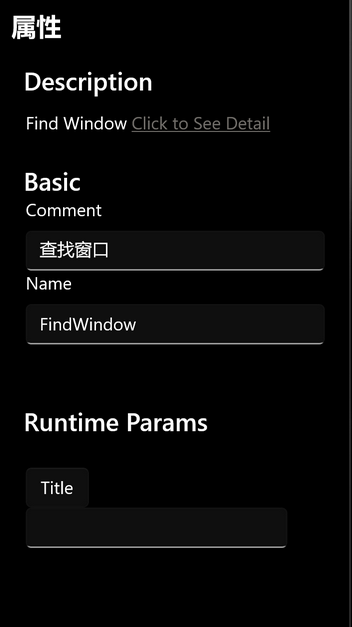 属性
Description
Find Window Click to See Detail
Basic
Comment
查找窗口
Name
FindWindow
Runtime Params
Title